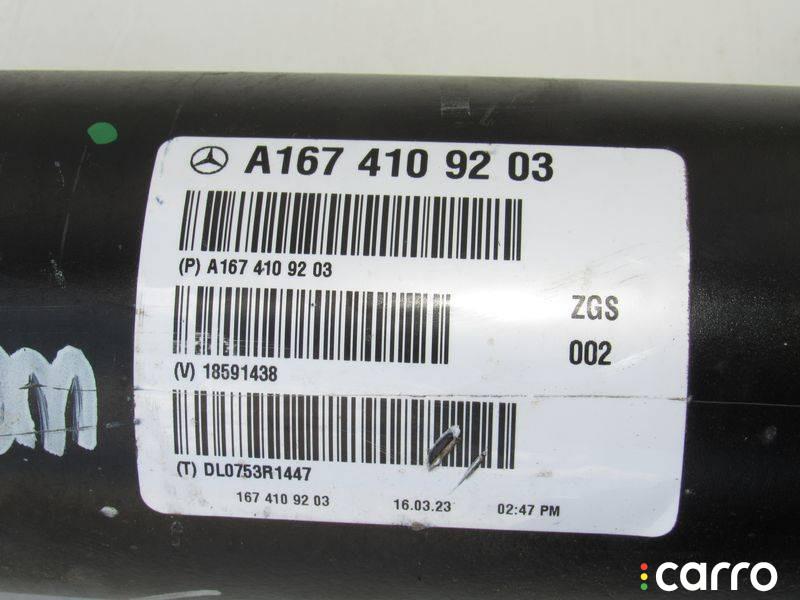 A167 410 92 03
(P) A167 410 92 03
ZGS
002
(V) 18591438
(T) DL0753R1447
167 410 92 03 16.03.23 02:47 PM
carro